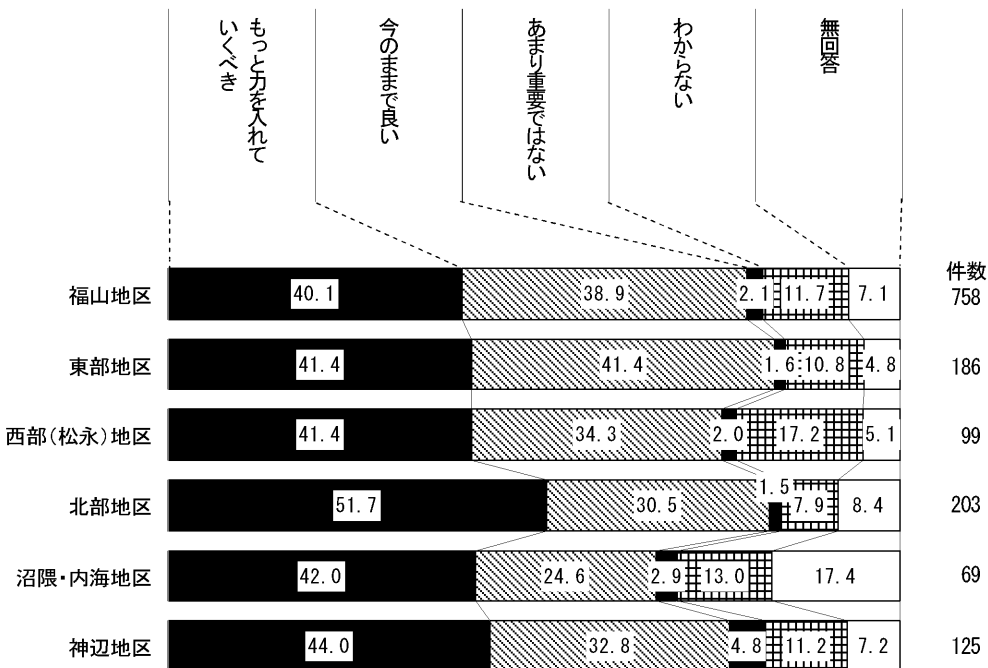 もっと力を入れて
いくべき
今のままで良い
あまり重要ではない
わからない
無回答
件数
福山地区 40.1 38.9 2.1 11.7 7.1 758
東部地区 41.4 41.4 1.6 10.8 4.8 186
西部(松永)地区 41.4 34.3 2.0 17.2 5.1 99
北部地区 51.7 30.5 1.5 7.9 8.4 203
沼隈・内海地区 42.0 24.6 2.9 13.0 17.4 69
神辺地区 44.0 32.8 4.8 11.2 7.2 125